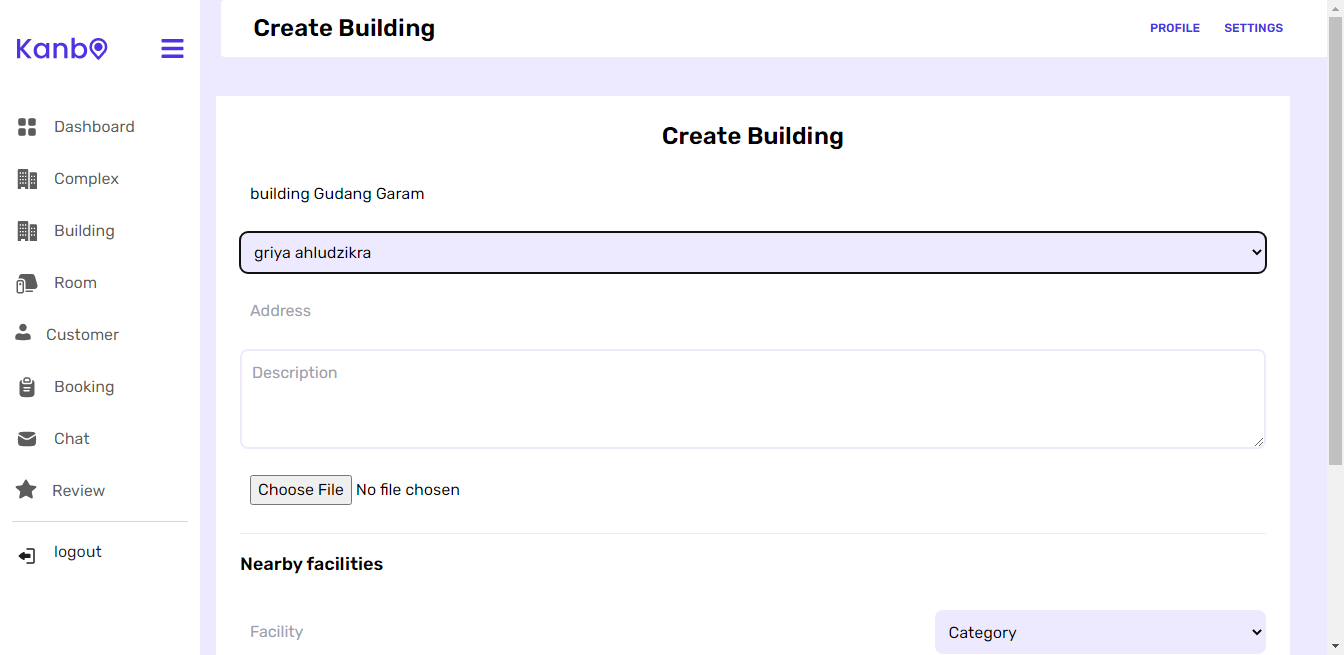 Kanbo
Create Building
PROFILE
SETTINGS
Dashboard
Complex
Building
Room
Customer
Booking
Chat
Review
logout
Create Building
building Gudang Garam
griya ahludzikra
Address
Description
Choose File No file chosen
Nearby facilities
Facility
Category